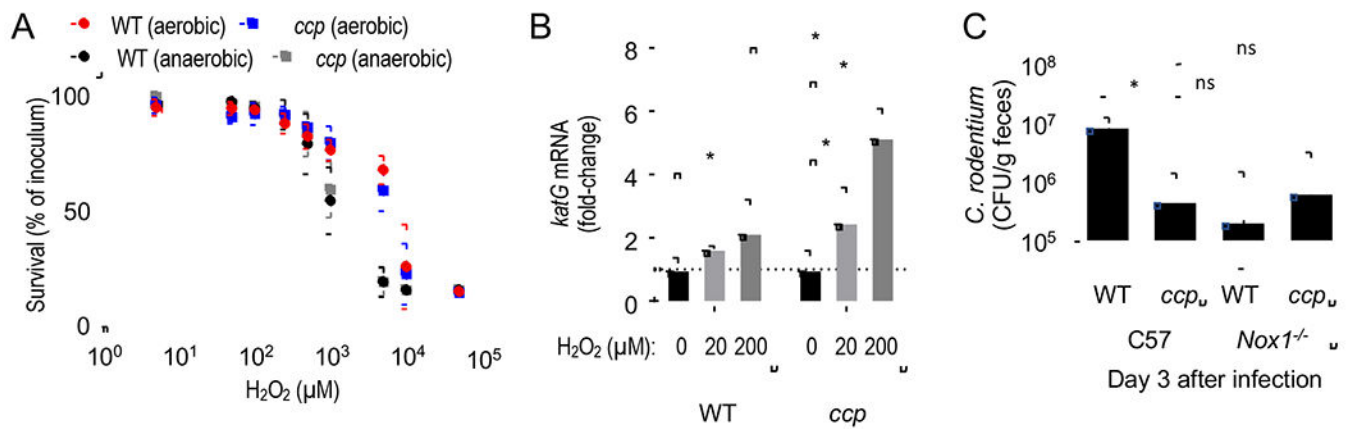 A
WT (aerobic)
ccp (aerobic)
WT (anaerobic)
ccp (anaerobic)
Survival (% of inoculum)
100
50
0
10⁰
10¹
10²
10³
10⁴
10⁵
H₂O₂ (μM)
B
katG mRNA
(fold-change)
8
6
4
2
0
*
*
*
*
H₂O₂ (μM):
0
20
200
0
20
200
WT
ccp
C
C. rodentium
(CFU/g feces)
10⁸
10⁷
10⁶
10⁵
*
ns
ns
WT
ccp
WT
ccp
C57
Nox1⁻/⁻
Day 3 after infection